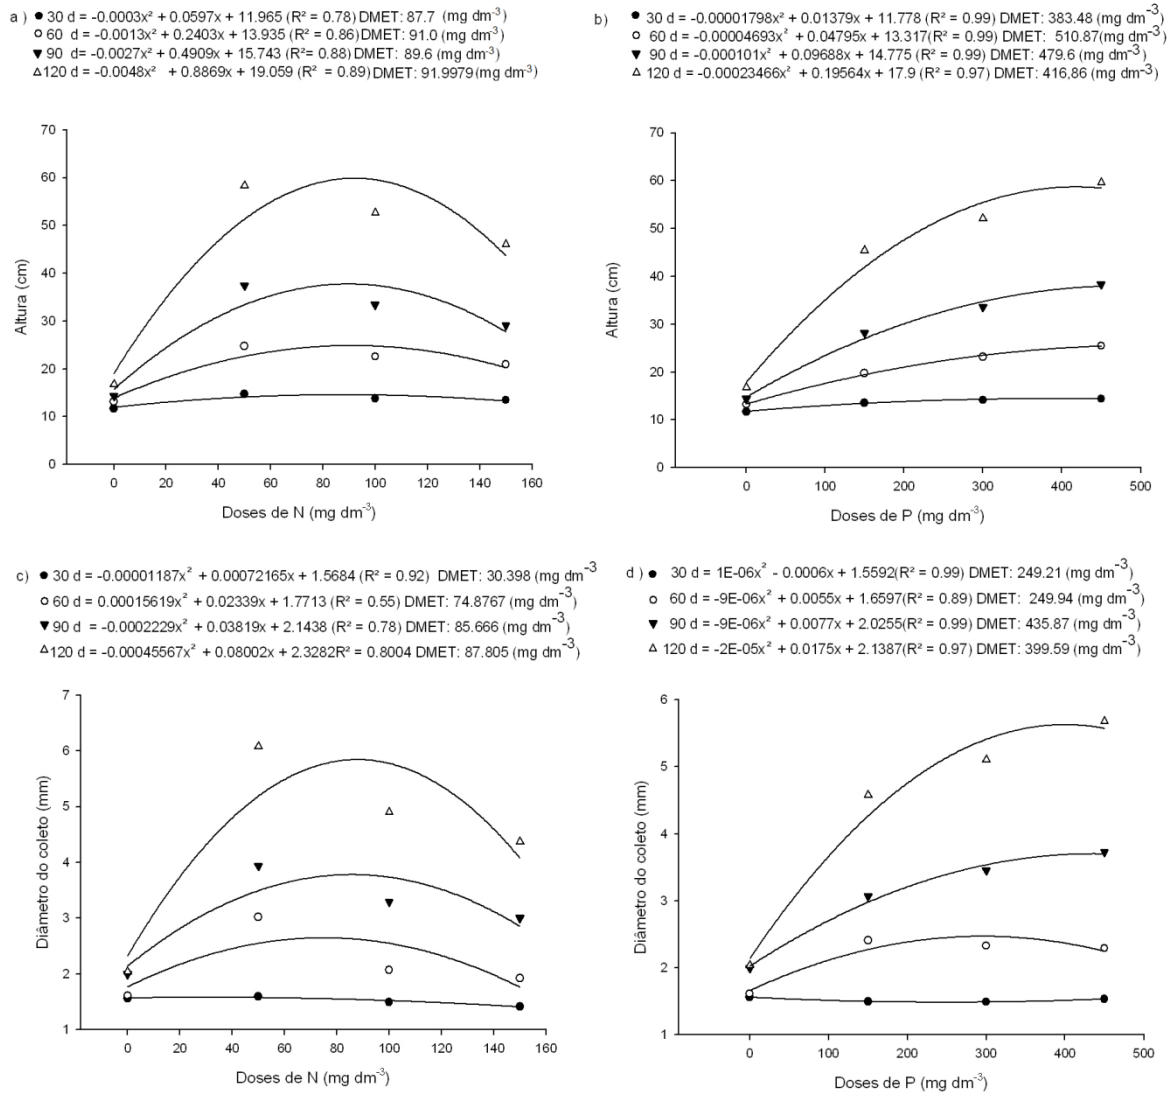 a) ● 30 d = -0.0003x² + 0.0597x + 11.965 (R² = 0.78) DMET: 87.7 (mg dm⁻³)
○ 60 d = -0.0013x² + 0.2403x + 13.935 (R² = 0.86) DMET: 91.0 (mg dm⁻³)
▼ 90 d = -0.0027x² + 0.4909x + 15.743 (R²= 0.88) DMET: 89.6 (mg dm⁻³)
△ 120 d = -0.0048x² + 0.8869x + 19.059 (R² = 0.89) DMET: 91.9979 (mg dm⁻³)
70
60
50
40
30
20
10
0
Altura (cm)
0 20 40 60 80 100 120 140 160
Doses de N (mg dm⁻³)
b) ● 30 d = -0.00001798x² + 0.01379x + 11.778 (R² = 0.99) DMET: 383.48 (mg dm⁻³
○ 60 d = -0.00004693x² + 0.04795x + 13.317 (R² = 0.99) DMET: 510.87(mg dm⁻³)
▼ 90 d = -0.000101x² + 0.09688x + 14.775 (R² = 0.99) DMET: 479.6 (mg dm⁻³)
△ 120 d = -0.00023466x² + 0.19564x + 17.9 (R² = 0.97) DMET: 416,86 (mg dm⁻³)
70
60
50
40
30
20
10
0
Altura (cm)
0 100 200 300 400 500
Doses de P (mg dm⁻³)
c) ● 30 d = -0.00001187x² + 0.00072165x + 1.5684 (R² = 0.92) DMET: 30.398 (mg dm⁻³
○ 60 d = 0.00015619x² + 0.02339x + 1.7713 (R² = 0.55) DMET: 74.8767 (mg dm⁻³)
▼ 90 d = -0.0002229x² + 0.03819x + 2.1438 (R² = 0.78) DMET: 85.666 (mg dm⁻³)
△ 120 d = -0.00045567x² + 0.08002x + 2.3282R² = 0.8004 DMET: 87.805 (mg dm⁻³)
7
6
5
4
3
2
1
Diâmetro do coleto (mm)
0 20 40 60 80 100 120 140 160
Doses de N (mg dm⁻³)
d) ● 30 d = 1E-06x² - 0.0006x + 1.5592(R² = 0.99) DMET: 249.21 (mg dm⁻³)
○ 60 d = -9E-06x² + 0.0055x + 1.6597(R² = 0.89) DMET: 249.94 (mg dm⁻³)
▼ 90 d = -9E-06x² + 0.0077x + 2.0255(R² = 0.99) DMET: 435.87 (mg dm⁻³)
△ 120 d = -2E-05x² + 0.0175x + 2.1387(R² = 0.97) DMET: 399.59 (mg dm⁻³)
6
5
4
3
2
1
Diâmetro do coleto (mm)
0 100 200 300 400 500
Doses de P (mg dm⁻³)